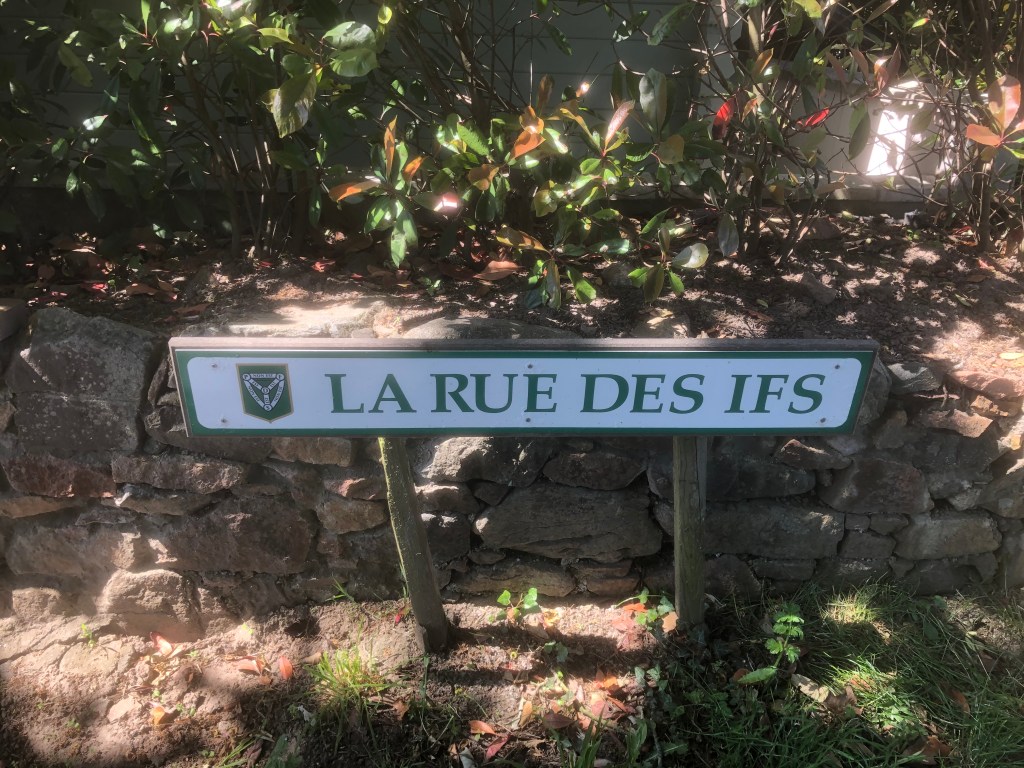 LA RUE DES IFS